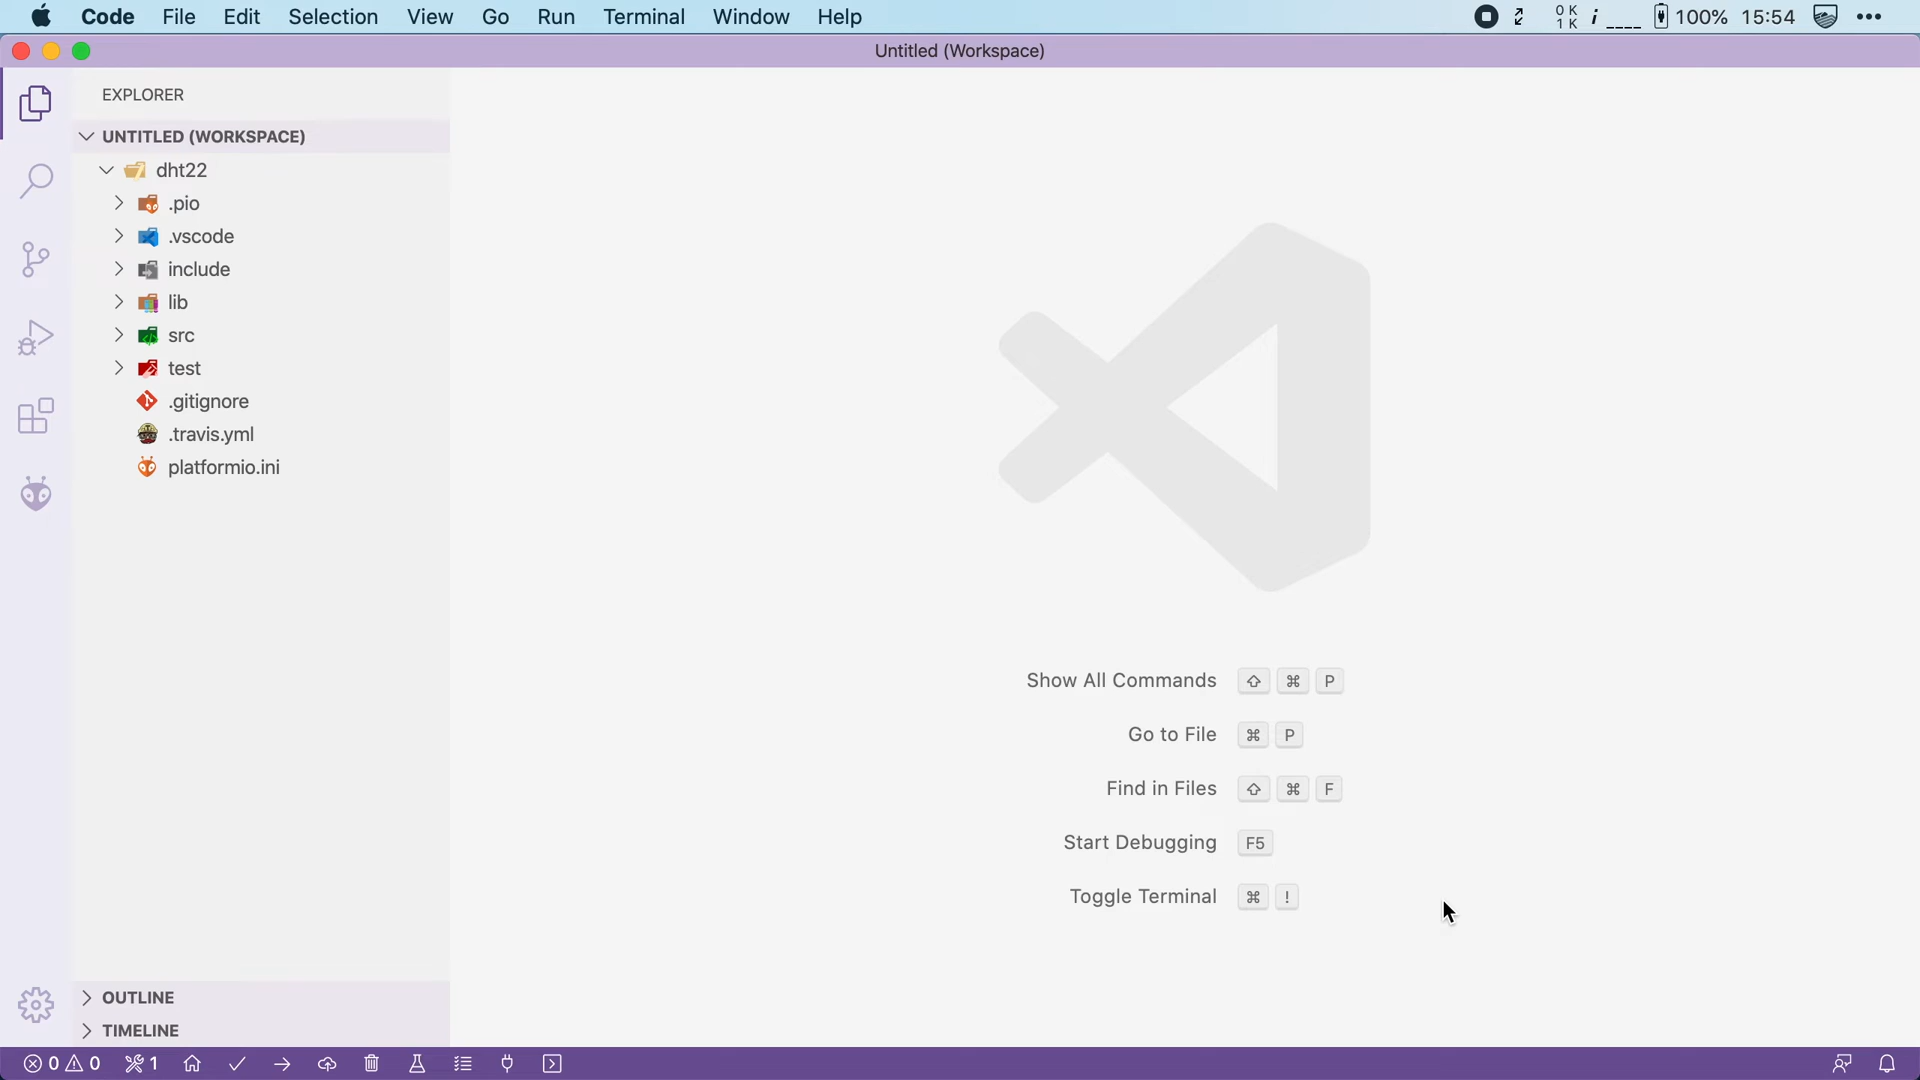 Code File Edit Selection View Go Run Terminal Window Help 0 K 1 K i 100% 15:54 •••
Untitled (Workspace)
EXPLORER
UNTITLED (WORKSPACE)
dht22
.pio
.vscode
include
lib
src
test
.gitignore
.travis.yml
platformio.ini
Show All Commands ⇧ ⌘ P
Go to File ⌘ P
Find in Files ⇧ ⌘ F
Start Debugging F5
Toggle Terminal ⌘ !
OUTLINE
TIMELINE
0 0 1